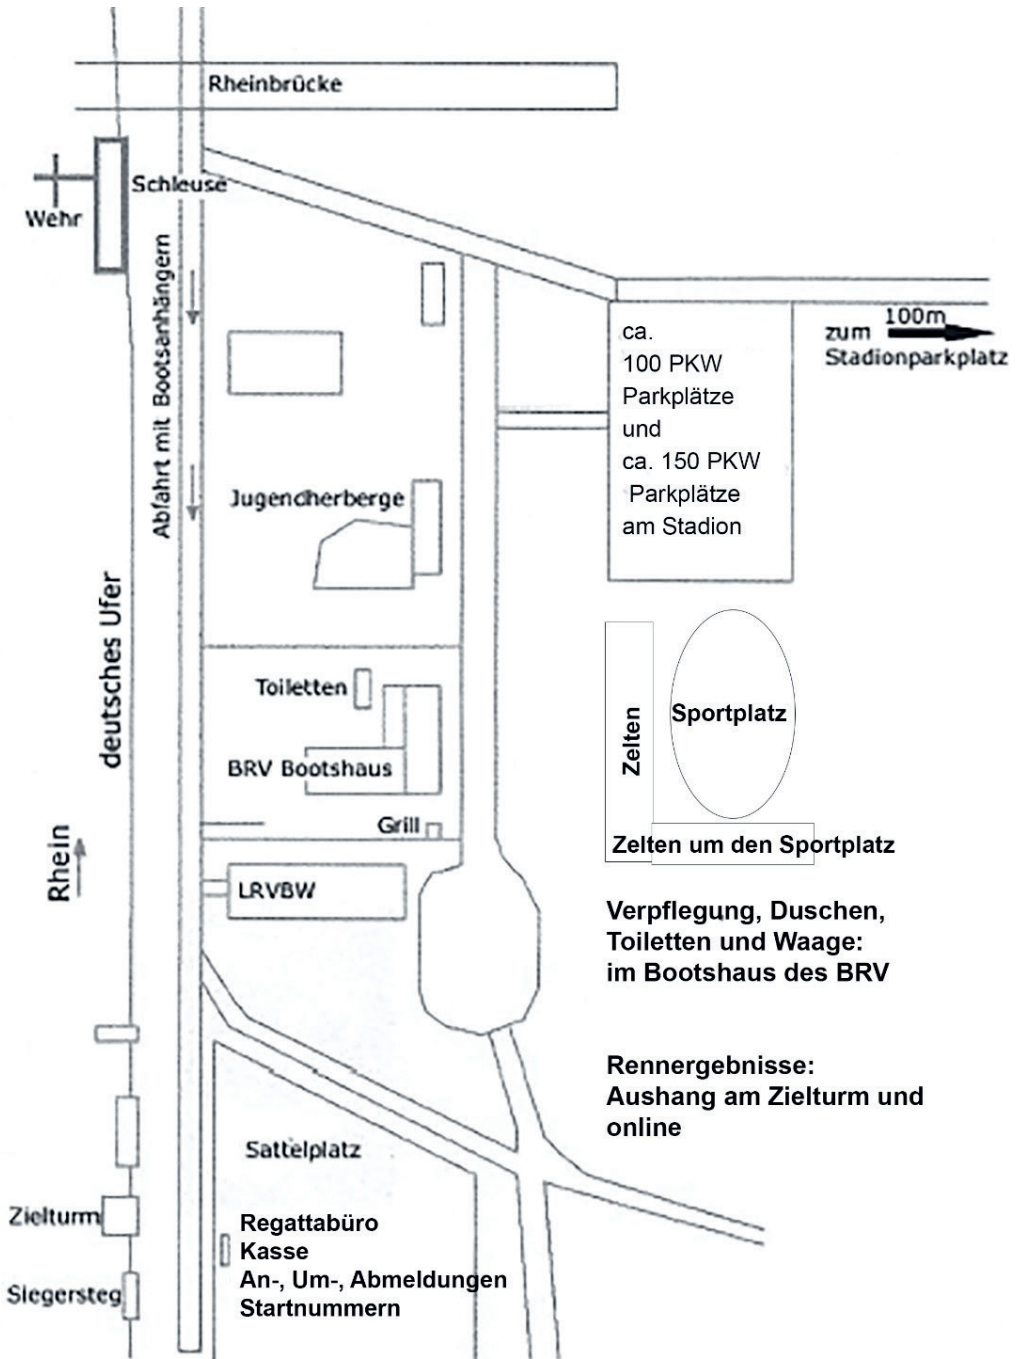 Rheinbrücke
Schleuse
Wehr
Abfahrt mit Bootsanhängern
100m
zum
Stadionparkplatz
ca.
100 PKW
Parkplätze
und
ca. 150 PKW
Parkplätze
am Stadion
Jugendherberge
deutsches Ufer
Toiletten
BRV Bootshaus
Zelten
Sportplatz
Grill
Zelten um den Sportplatz
Rhein
LRVBW
Verpflegung, Duschen,
Toiletten und Waage:
im Bootshaus des BRV
Rennergebnisse:
Aushang am Zielturm und
online
Sattelplatz
Zielturm
Regattabüro
Kasse
An-, Um-, Abmeldungen
Startnummern
Siegersteg